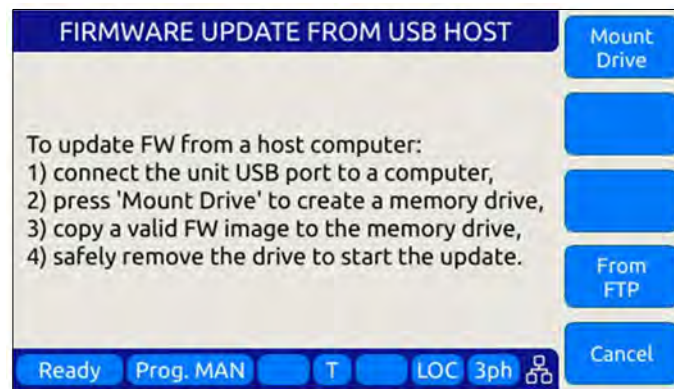 FIRMWARE UPDATE FROM USB HOST
To update FW from a host computer:
1) connect the unit USB port to a computer,
2) press 'Mount Drive' to create a memory drive,
3) copy a valid FW image to the memory drive,
4) safely remove the drive to start the update.
Mount
Drive
From
FTP
Cancel
Ready Prog. MAN T LOC 3ph